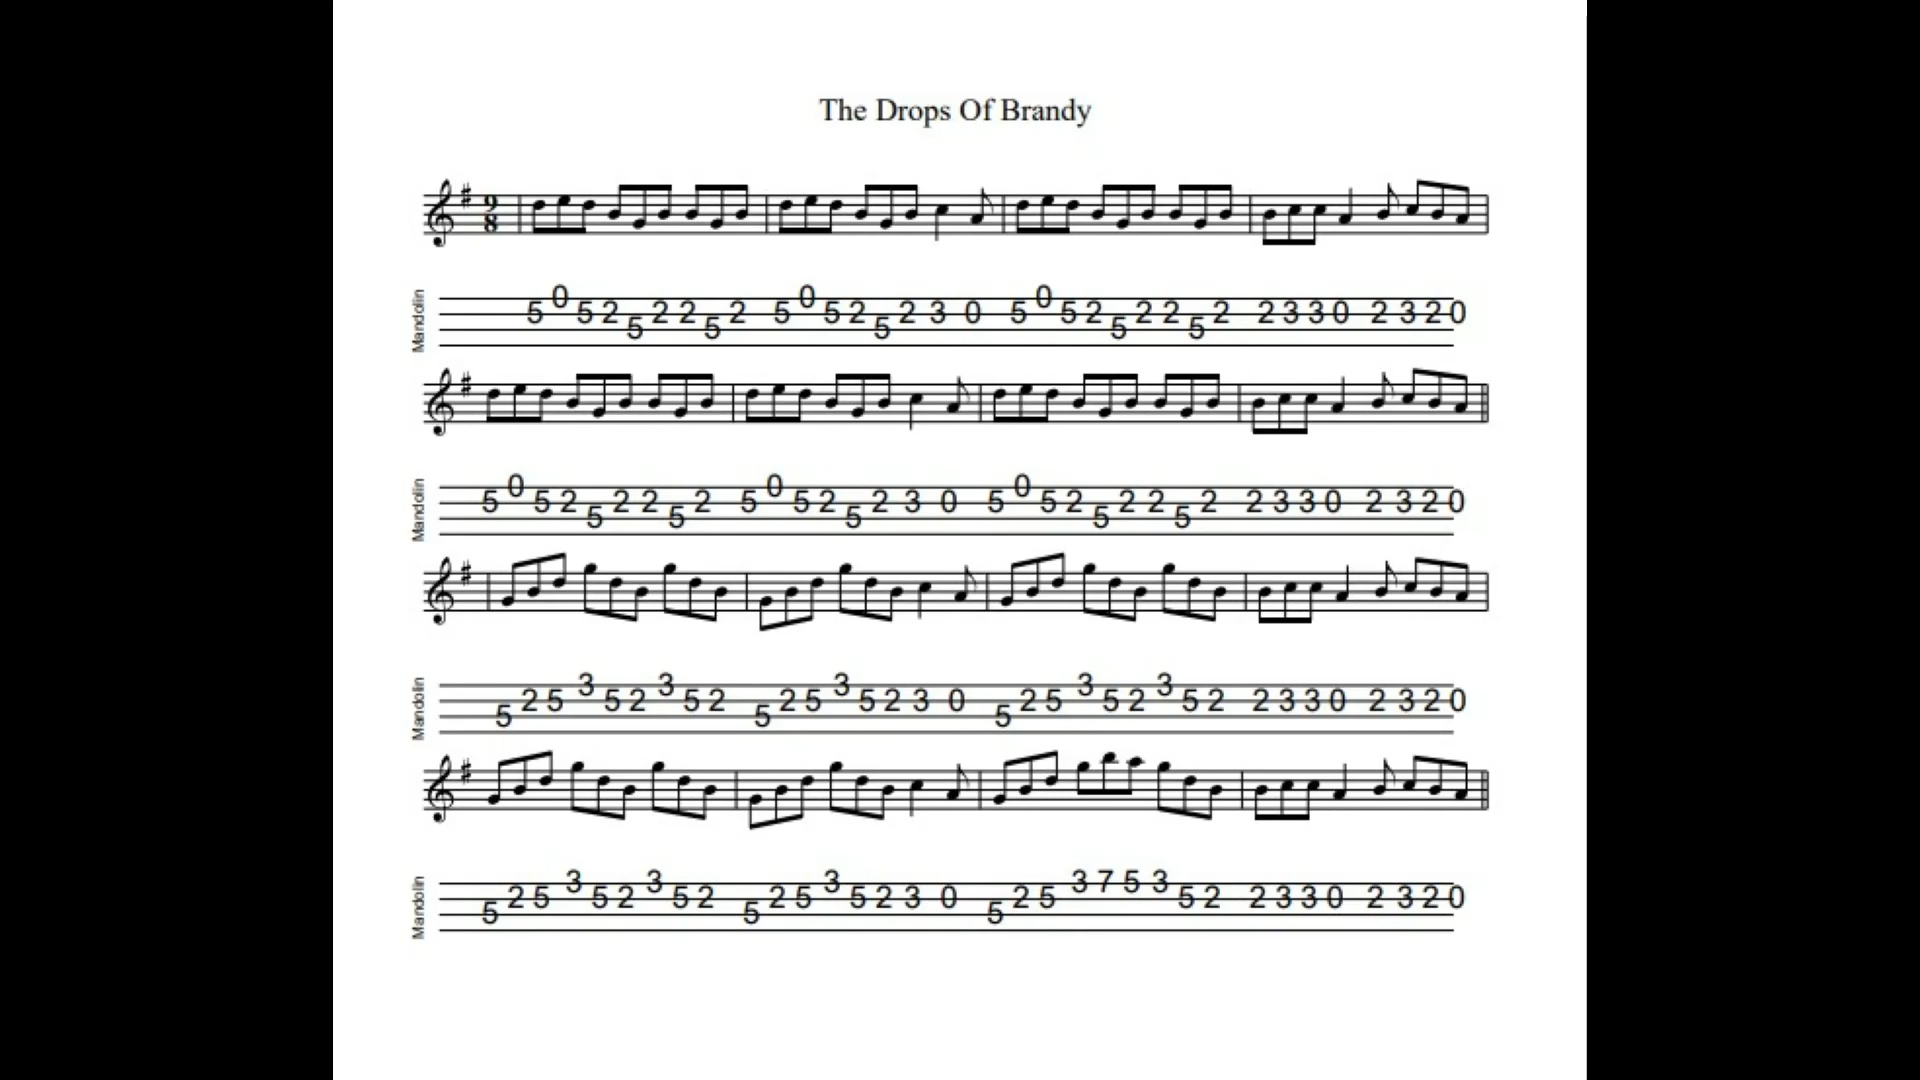 The Drops Of Brandy
9
8
Mandolin
5 0 5 2 5 2 2 5 2 5 0 5 2 5 2 3 0 5 0 5 2 5 2 2 5 2 2 3 3 0 2 3 2 0
Mandolin
5 0 5 2 5 2 2 5 2 5 0 5 2 5 2 3 0 5 0 5 2 5 2 2 5 2 2 3 3 0 2 3 2 0
Mandolin
5 2 5 3 5 2 3 5 2 5 2 5 3 5 2 3 0 5 2 5 3 5 2 3 5 2 2 3 3 0 2 3 2 0
Mandolin
5 2 5 3 5 2 3 5 2 5 2 5 3 5 2 3 0 5 2 5 3 7 5 3 5 2 2 3 3 0 2 3 2 0